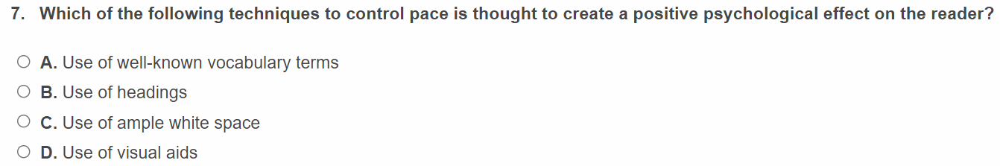 7. Which of the following techniques to control pace is thought to create a positive psychological effect on the reader?
A. Use of well-known vocabulary terms
B. Use of headings
C. Use of ample white space
D. Use of visual aids